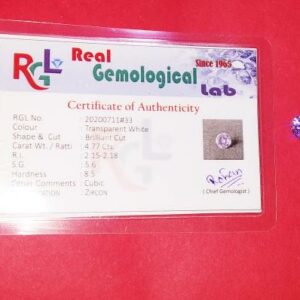 RGL
Real
Since 1965
Gemological
Lab
Certificate of Authenticity
RGL No. : 20200711#33
Colour : Transparent White
Shape & Cut : Brilliant Cut
Carat Wt. / Ratti : 4.77 Cts.
R.I. : 2.15-2.18
S.G. : 5.6
Hardness : 8.5
Comments : Cubic
: ZIRCON
( Chief Gemologist )